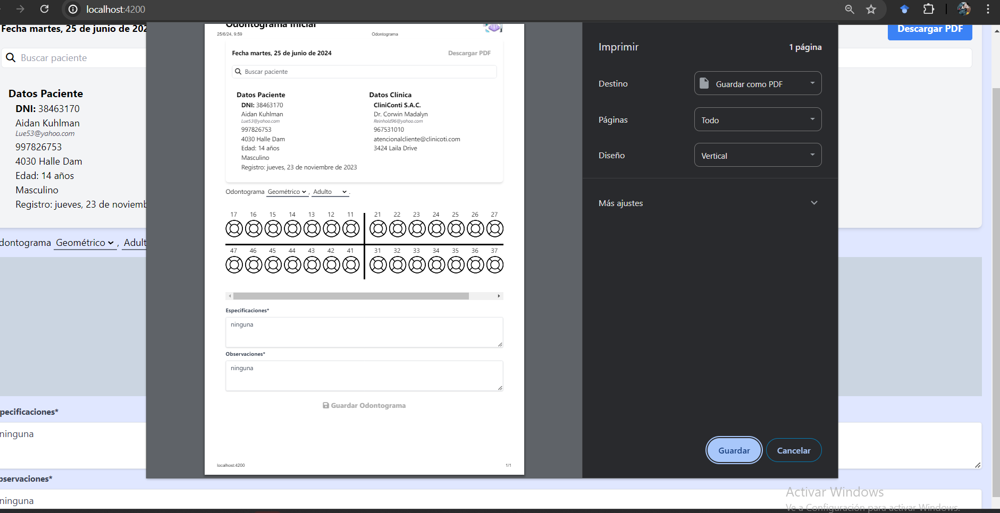 localhost:4200
Fecha martes, 25 de junio de 202
Descargar PDF
Buscar paciente
Datos Paciente
DNI: 38463170
Aidan Kuhlman
Lue53@yahoo.com
997826753
4030 Halle Dam
Edad: 14 años
Masculino
Registro: jueves, 23 de noviemb
dontograma Geométrico , Adult
pecificaciones*
ninguna
bservaciones*
ninguna
Odontograma Inicial
25/6/24, 9:59 Odontograma
Fecha martes, 25 de junio de 2024 Descargar PDF
Buscar paciente
Datos Paciente
DNI: 38463170
Aidan Kuhlman
Lue53@yahoo.com
997826753
4030 Halle Dam
Edad: 14 años
Masculino
Registro: jueves, 23 de noviembre de 2023
Datos Clínica
CliniConti S.A.C.
Dr. Corwin Madalyn
Reinhold96@yahoo.com
967531010
atencionalcliente@clinicoti.com
3424 Laila Drive
Odontograma Geométrico , Adulto .
17 16 15 14 13 12 11 21 22 23 24 25 26 27
47 46 45 44 43 42 41 31 32 33 34 35 36 37
Especificaciones*
ninguna
Observaciones*
ninguna
Guardar Odontograma
localhost:4200 1/1
Imprimir 1 página
Destino Guardar como PDF
Páginas Todo
Diseño Vertical
Más ajustes
Guardar Cancelar
Activar Windows
Ve a Configuración para activar Windows.